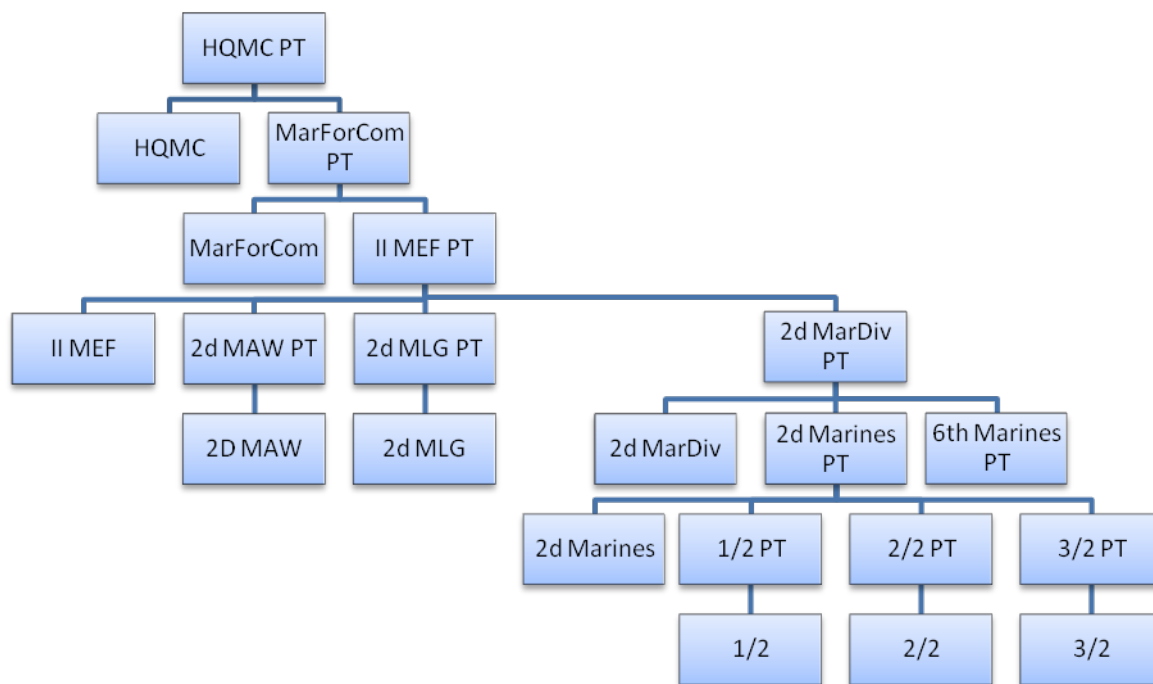 HQMC PT
HQMC
MarForCom
PT
MarForCom
II MEF PT
II MEF
2d MAW PT
2d MLG PT
2d MarDiv
PT
2D MAW
2d MLG
2d MarDiv
2d Marines
PT
6th Marines
PT
2d Marines
1/2 PT
2/2 PT
3/2 PT
1/2
2/2
3/2